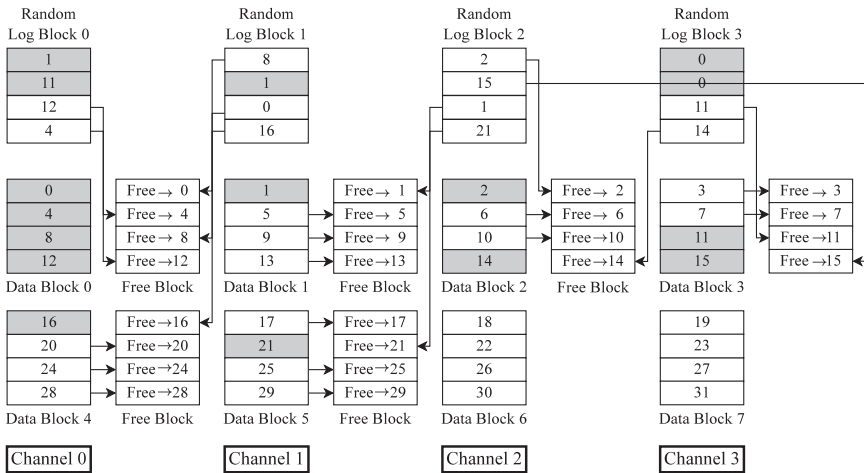 Random Random Random Random
Log Block 0 Log Block 1 Log Block 2 Log Block 3
1 8 2 0
11 1 15 0
12 0 1 11
4 16 21 14
0 Free→ 0 1 Free→ 1 2 Free→ 2 3 Free→ 3
4 Free→ 4 5 Free→ 5 6 Free→ 6 7 Free→ 7
8 Free→ 8 9 Free→ 9 10 Free→10 11 Free→11
12 Free→12 13 Free→13 14 Free→14 15 Free→15
Data Block 0 Free Block Data Block 1 Free Block Data Block 2 Free Block Data Block 3
16 Free→16 17 Free→17 18 19
20 Free→20 21 Free→21 22 23
24 Free→24 25 Free→25 26 27
28 Free→28 29 Free→29 30 31
Data Block 4 Free Block Data Block 5 Free Block Data Block 6 Data Block 7
Channel 0 Channel 1 Channel 2 Channel 3